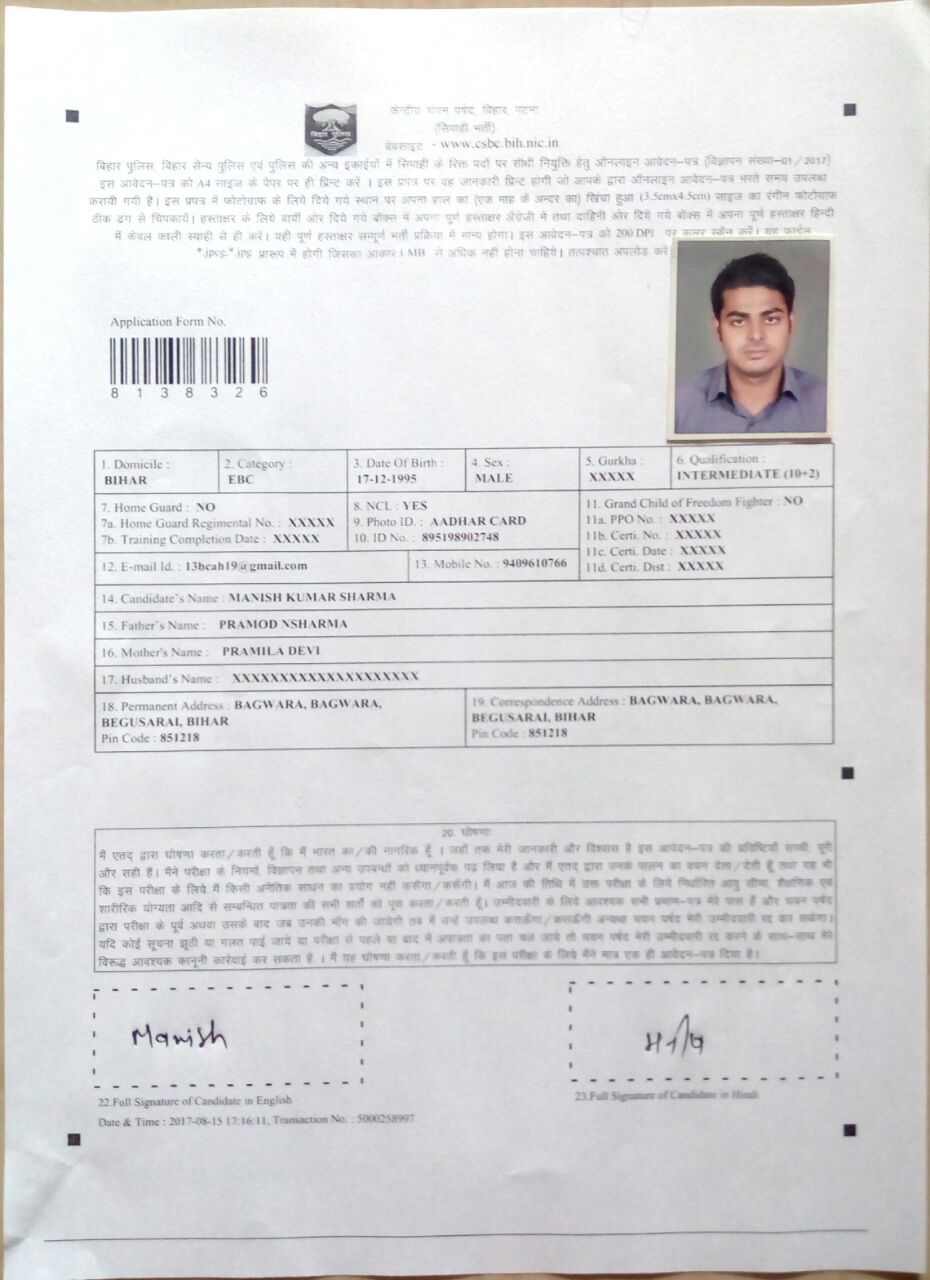 केन्द्रीय चयन पर्षद, बिहार, पटना
(सिपाही भर्ती)
वेबसाइट - www.csbc.bih.nic.in
बिहार पुलिस
बिहार पुलिस, बिहार सैन्य पुलिस एवं पुलिस की अन्य इकाईयों में सिपाही के रिक्त पदों पर सीधी नियुक्ति हेतु ऑनलाइन आवेदन-पत्र (विज्ञापन संख्या-01/2017)
इस आवेदन-पत्र को A4 साइज के पेपर पर ही प्रिन्ट करें । इस प्रपत्र पर वह जानकारी प्रिन्ट होगी जो आपके द्वारा ऑनलाइन आवेदन-पत्र भरते समय उपलब्ध
करायी गयी है। इस प्रपत्र में फोटोग्राफ के लिये दिये गये स्थान पर अपना हाल का (एक माह के अन्दर का) खिंचा हुआ (3.5cmx4.5cm) साइज का रंगीन फोटोग्राफ
ठीक ढंग से चिपकायें। हस्ताक्षर के लिये बायीं ओर दिये गये बॉक्स में अपना पूर्ण हस्ताक्षर अंग्रेजी में तथा दाहिनी ओर दिये गये बॉक्स में अपना पूर्ण हस्ताक्षर हिन्दी
में केवल काली स्याही से ही करें। यही पूर्ण हस्ताक्षर सम्पूर्ण भर्ती प्रक्रिया में मान्य होगा। इस आवेदन-पत्र को 200 DPI पर कलर स्कैन करें। यह फाईल
*.jpeg,*.jpg प्रारूप में होगी जिसका आकार 1 MB से अधिक नहीं होना चाहिये। तत्पश्चात अपलोड करें
Application Form No.
8138326
1. Domicile : 2. Category : 3. Date Of Birth : 4. Sex : 5. Gurkha : 6. Qualification :
BIHAR EBC 17-12-1995 MALE XXXXX INTERMEDIATE (10+2)
7. Home Guard : NO 8. NCL : YES 11. Grand Child of Freedom Fighter : NO
7a. Home Guard Regimental No. : XXXXX 9. Photo ID. : AADHAR CARD 11a. PPO No. : XXXXX
7b. Training Completion Date : XXXXX 10. ID No. : 895198902748 11b. Certi. No. : XXXXX
11c. Certi. Date : XXXXX
12. E-mail Id. : 13bcah19@gmail.com 13. Mobile No. : 9409610766 11d. Certi. Dist : XXXXX
14. Candidate's Name : MANISH KUMAR SHARMA
15. Father's Name : PRAMOD NSHARMA
16. Mother's Name : PRAMILA DEVI
17. Husband's Name : XXXXXXXXXXXXXXXXXXXX
18. Permanent Address : BAGWARA, BAGWARA, 19. Correspondence Address : BAGWARA, BAGWARA,
BEGUSARAI, BIHAR BEGUSARAI, BIHAR
Pin Code : 851218 Pin Code : 851218
20. घोषणाः
मैं एतद् द्वारा घोषणा करता/करती हूँ कि मैं भारत का/की नागरिक हूँ । जहाँ तक मेरी जानकारी और विश्वास है इस आवेदन-पत्र की प्रविष्टियाँ सच्ची, पूरी
और सही हैं। मैंने परीक्षा के नियमों, विज्ञापन तथा अन्य उपबन्धों को ध्यानपूर्वक पढ़ लिया है और मैं एतद् द्वारा उनके पालन का वचन देता/देती हूँ तथा यह भी
कि इस परीक्षा के लिये मैं किसी अनैतिक साधन का प्रयोग नहीं करूँगा/करूँगी। मैं आज की तिथि में उक्त परीक्षा के लिये निर्धारित आयु सीमा, शैक्षणिक एवं
शारीरिक योग्यता आदि से सम्बन्धित पात्रता की सभी शर्तों को पूरा करता/करती हूँ। उम्मीदवारी के लिये आवश्यक सभी प्रमाण-पत्र मेरे पास हैं और चयन पर्षद
द्वारा परीक्षा के पूर्व अथवा उसके बाद जब उनकी माँग की जायेगी तब मैं उन्हें उपलब्ध कराऊँगा/कराऊँगी अन्यथा चयन पर्षद मेरी उम्मीदवारी रद्द कर सकेगा।
यदि कोई सूचना झूठी या गलत पाई जाये या परीक्षा से पहले या बाद में अपात्रता का पता चल जाये तो चयन पर्षद मेरी उम्मीदवारी रद्द करने के साथ-साथ मेरे
विरूद्ध आवश्यक कानूनी कार्रवाई कर सकता है । मैं यह घोषणा करता/करती हूँ कि इस परीक्षा के लिये मैंने मात्र एक ही आवेदन-पत्र दिया है।
Manish मनीष
22.Full Signature of Candidate in English 23.Full Signature of Candidate in Hindi
Date & Time : 2017-08-15 17:16:11, Transaction No. : 5000258997